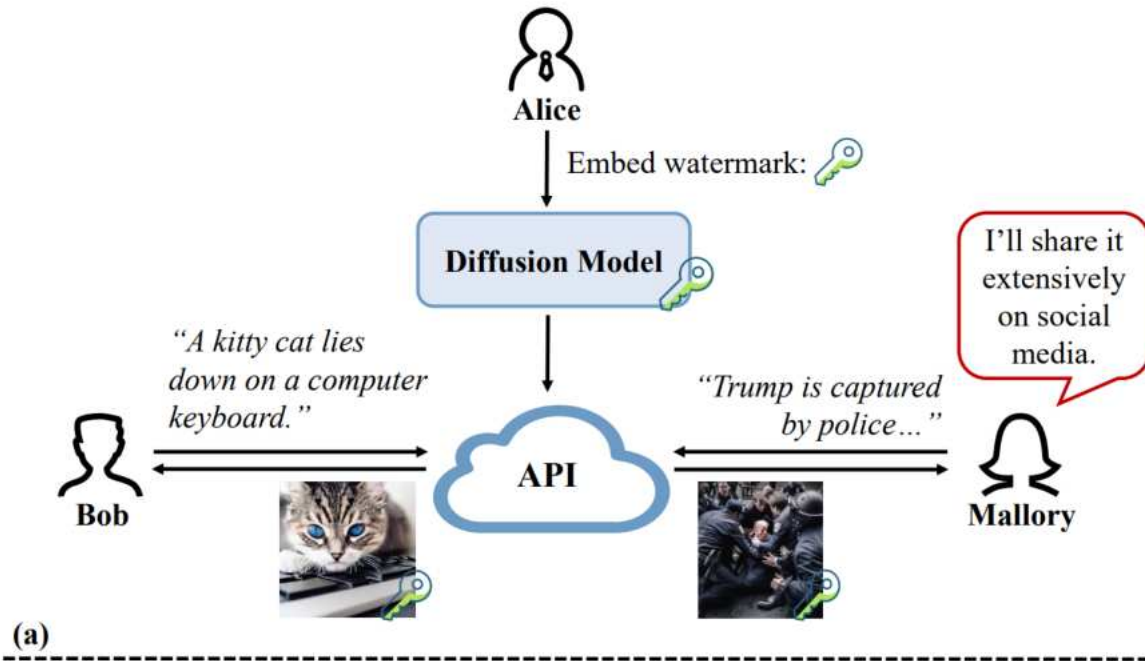 Alice
Embed watermark:
Diffusion Model
I'll share it
extensively
on social
media.
“A kitty cat lies
down on a computer
keyboard.”
“Trump is captured
by police…”
API
Bob
Mallory
(a)